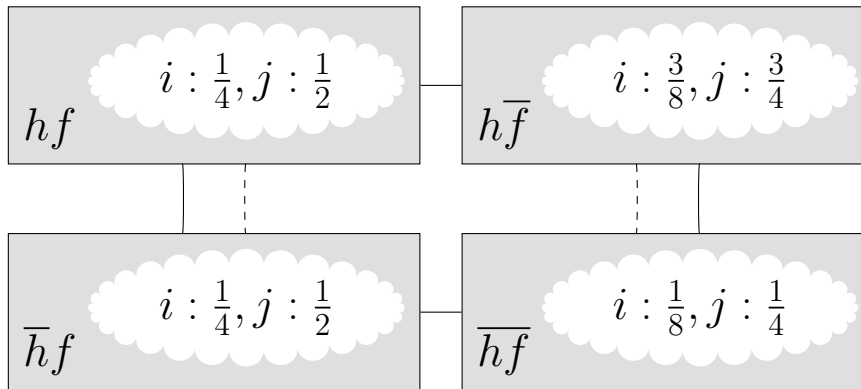 hf i : 1/4, j : 1/2
hf̅ i : 3/8, j : 3/4
h̅f i : 1/4, j : 1/2
h̅f̅ i : 1/8, j : 1/4